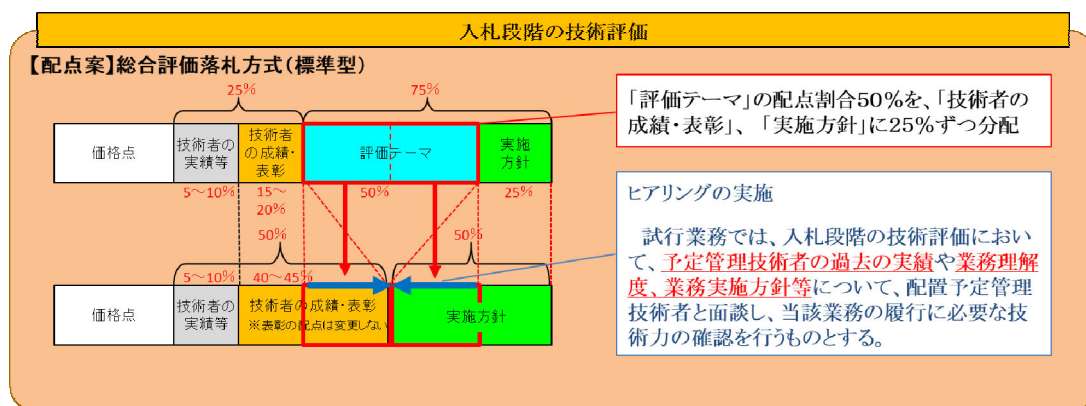 入札段階の技術評価
【配点案】総合評価落札方式(標準型)
25%
75%
価格点
技術者の
実績等
技術者
の成績・
表彰
評価テーマ
実施
方針
5～10%
15～
20%
50%
25%
50%
50%
5～10%
40～45%
価格点
技術者の
実績等
技術者の成績・表彰
※表彰の配点は変更しない
実施方針
「評価テーマ」の配点割合50%を、「技術者の
成績・表彰」、「実施方針」に25%ずつ分配
ヒアリングの実施
試行業務では、入札段階の技術評価におい
て、予定管理技術者の過去の実績や業務理解
度、業務実施方針等について、配置予定管理
技術者と面談し、当該業務の履行に必要な技
術力の確認を行うものとする。